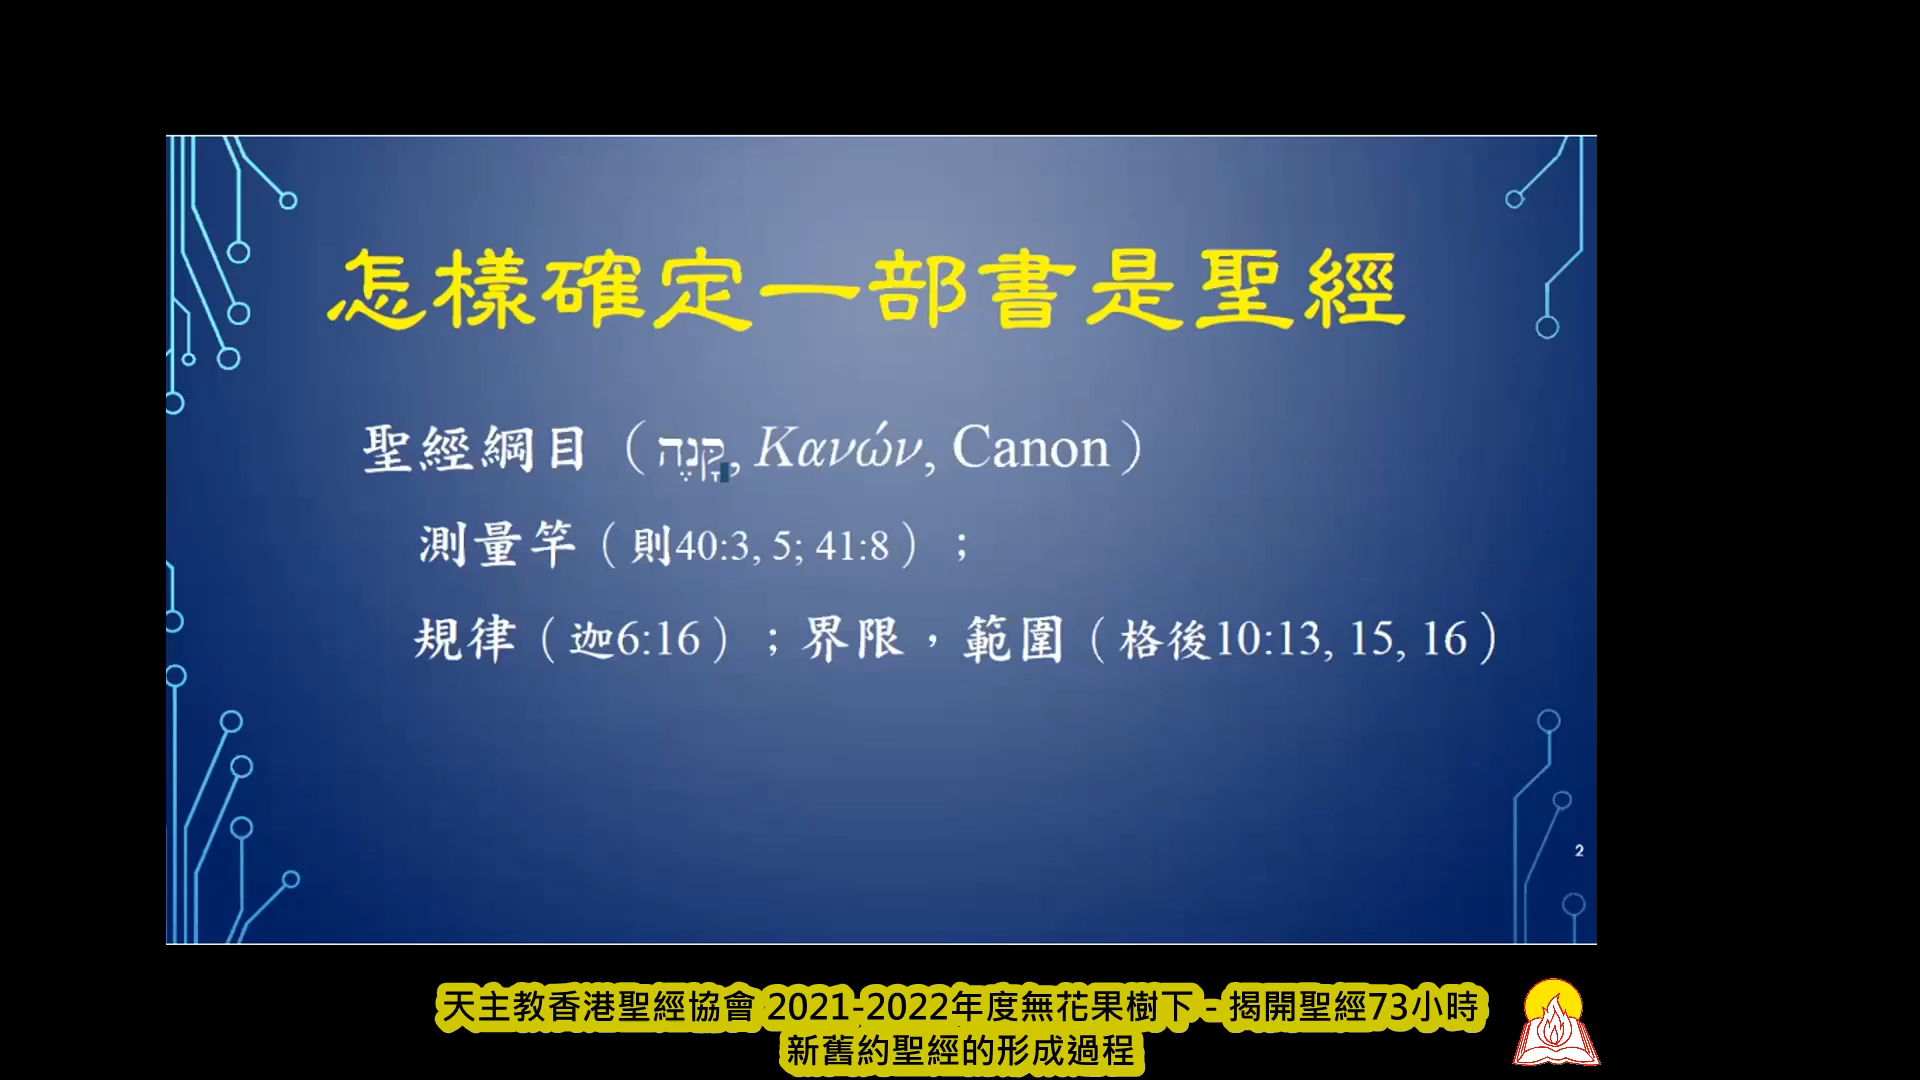 怎樣確定一部書是聖經
聖經綱目（קָנֶה, Κανών, Canon）
測量竿（則40:3, 5; 41:8）；
規律（迦6:16）；界限，範圍（格後10:13, 15, 16）
2
天主教香港聖經協會 2021-2022年度無花果樹下 - 揭開聖經73小時
新舊約聖經的形成過程